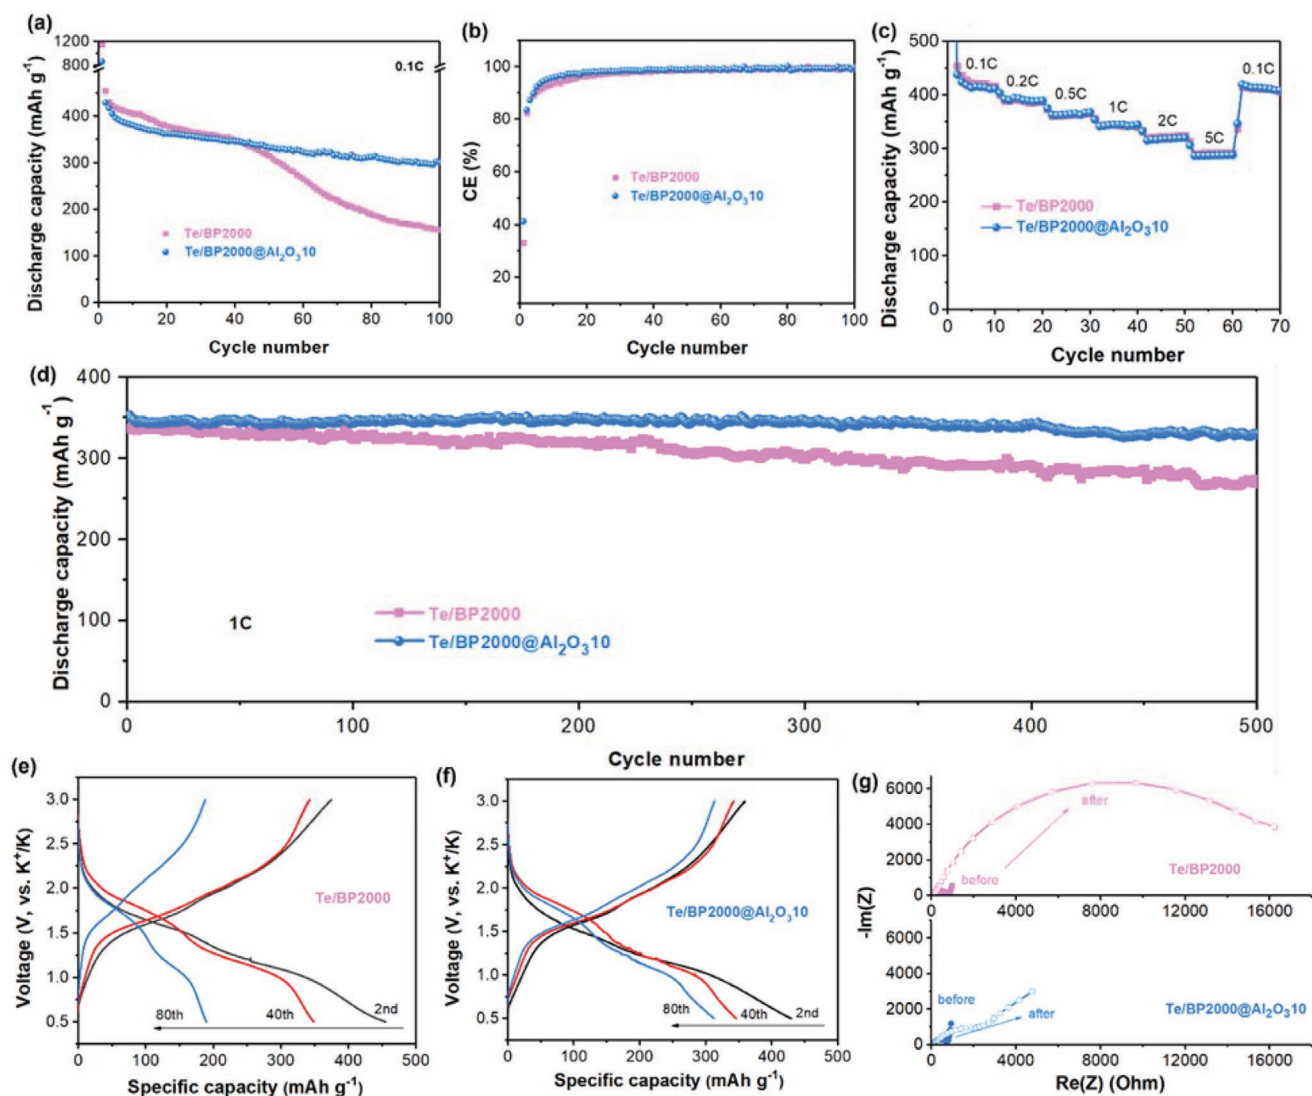 (a)
1200
800
400
300
200
100
0
0 20 40 60 80 100
0.1C
Te/BP2000
Te/BP2000@Al₂O₃10
Discharge capacity (mAh g⁻¹)
Cycle number
(b)
100
80
60
40
20
0 20 40 60 80 100
Te/BP2000
Te/BP2000@Al₂O₃10
CE (%)
Cycle number
(c)
500
400
300
200
100
0
0 10 20 30 40 50 60 70
0.1C
0.2C
0.5C
1C
2C
5C
0.1C
Te/BP2000
Te/BP2000@Al₂O₃10
Discharge capacity (mAh g⁻¹)
Cycle number
(d)
400
300
200
100
0
0 100 200 300 400 500
1C
Te/BP2000
Te/BP2000@Al₂O₃10
Discharge capacity (mAh g⁻¹)
Cycle number
(e)
3.0
2.5
2.0
1.5
1.0
0.5
0 100 200 300 400 500
Te/BP2000
80th 40th 2nd
Voltage (V, vs. K⁺/K)
Specific capacity (mAh g⁻¹)
(f)
3.0
2.5
2.0
1.5
1.0
0.5
0 100 200 300 400 500
Te/BP2000@Al₂O₃10
80th 40th 2nd
Voltage (V, vs. K⁺/K)
Specific capacity (mAh g⁻¹)
(g)
6000
4000
2000
0
0 4000 8000 12000 16000
after
before
Te/BP2000
-Im(Z)
6000
4000
2000
0
0 4000 8000 12000 16000
before
after
Te/BP2000@Al₂O₃10
Re(Z) (Ohm)